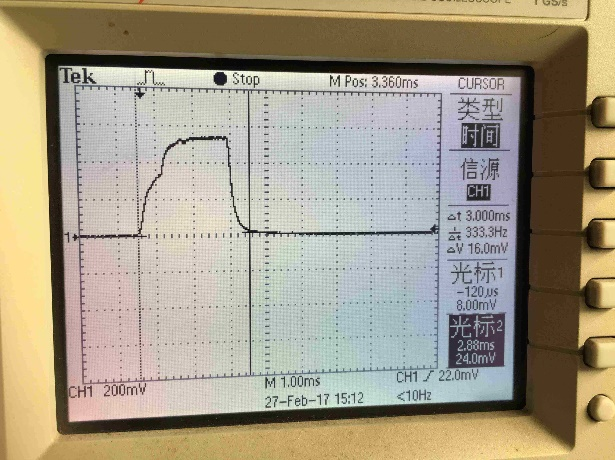 Tek
Stop
M Pos: 3.360ms
CURSOR
类型
时间
信源
CH1
Δt 3.000ms
1/Δt 333.3Hz
ΔV 16.0mV
光标1
-120µs
8.00mV
光标2
2.88ms
24.0mV
1
CH1 200mV
M 1.00ms
CH1 ∕ 22.0mV
27-Feb-17 15:12
<10Hz